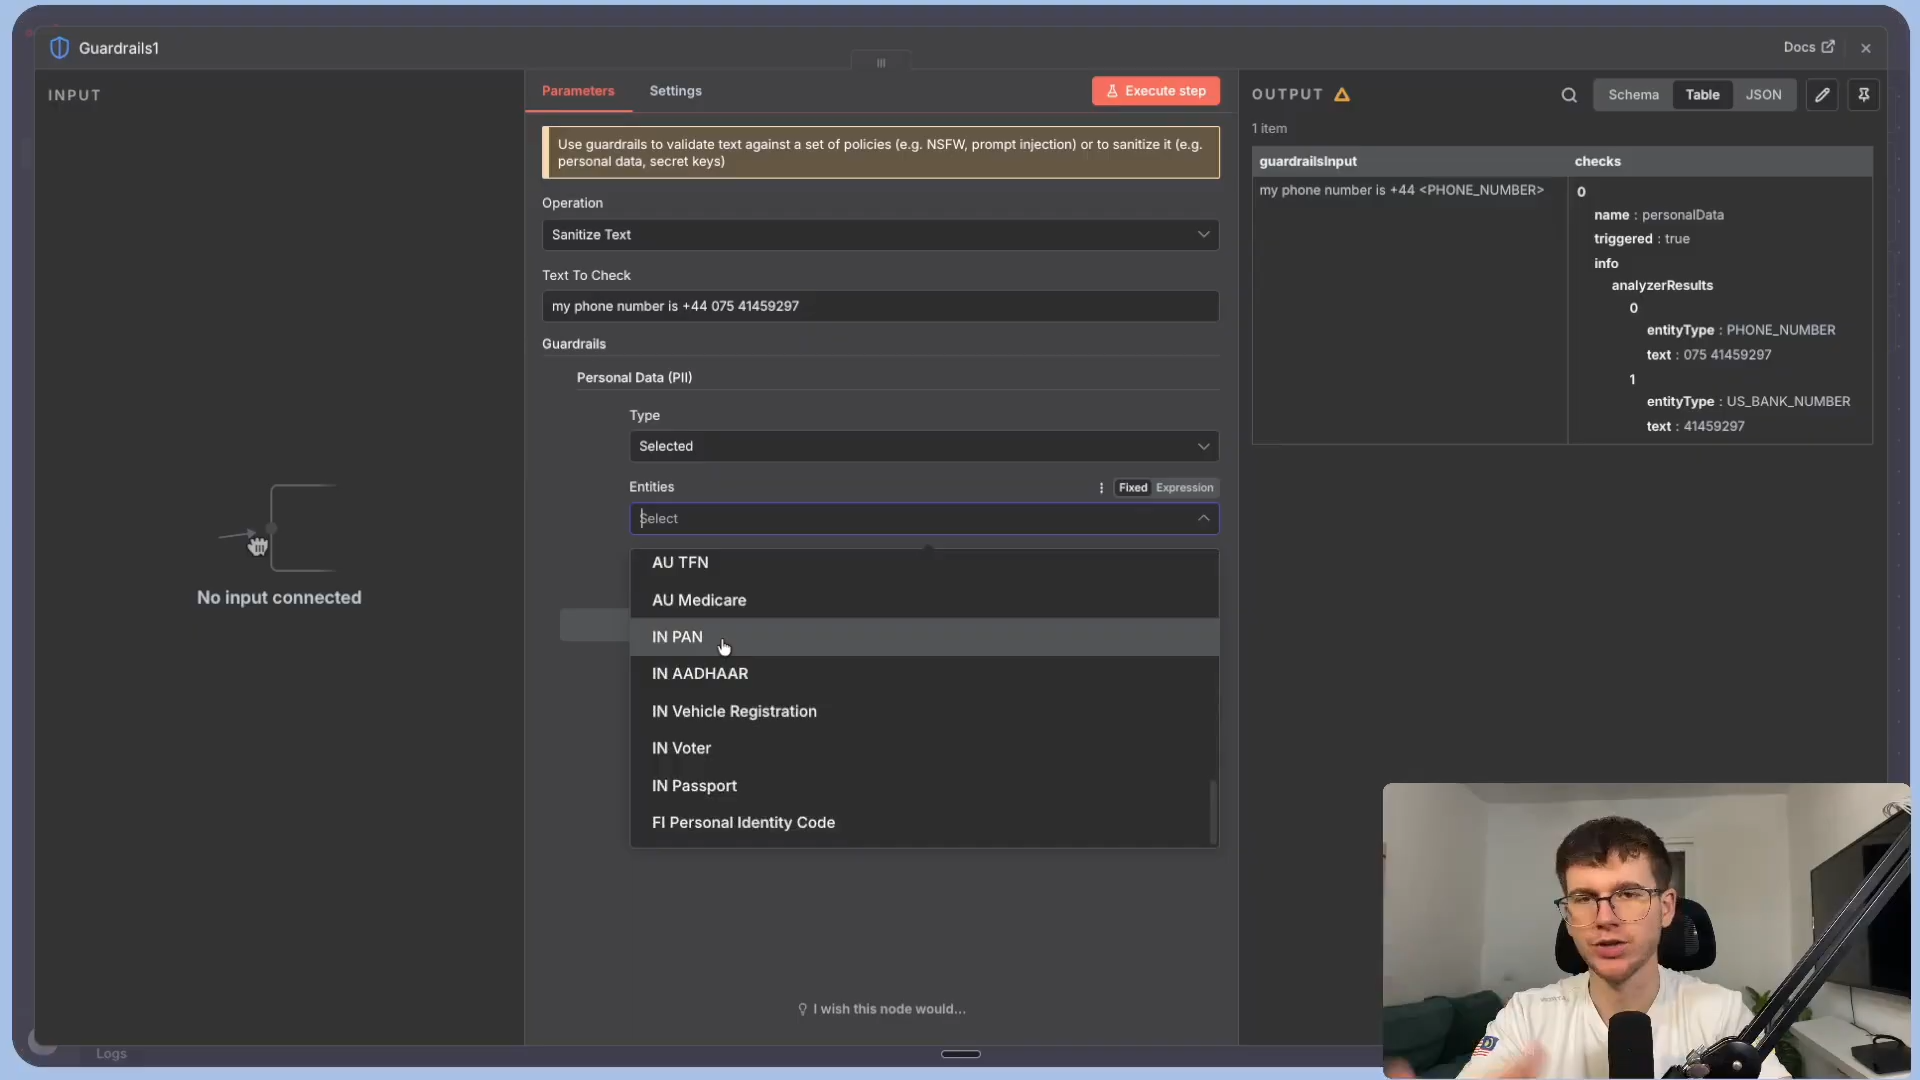 Guardrails1
Docs
INPUT
Parameters
Settings
Execute step
OUTPUT
Schema
Table
JSON
1 item
Use guardrails to validate text against a set of policies (e.g. NSFW, prompt injection) or to sanitize it (e.g.
personal data, secret keys)
guardrailsInput
checks
my phone number is +44 <PHONE_NUMBER>
0
name : personalData
triggered : true
info
analyzerResults
0
entityType : PHONE_NUMBER
text : 075 41459297
1
entityType : US_BANK_NUMBER
text : 41459297
Operation
Sanitize Text
Text To Check
my phone number is +44 075 41459297
Guardrails
Personal Data (PII)
Type
Selected
Entities
Fixed
Expression
Select
AU TFN
AU Medicare
IN PAN
IN AADHAAR
IN Vehicle Registration
IN Voter
IN Passport
FI Personal Identity Code
No input connected
I wish this node would...
Logs